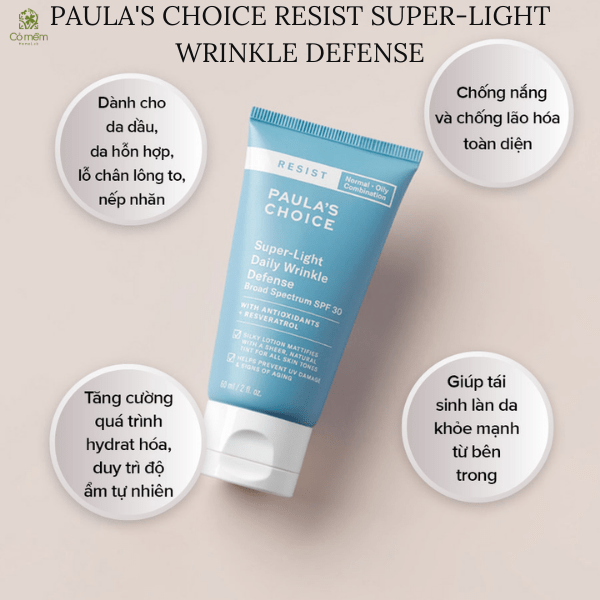 Cỏ mềm
PAULA'S CHOICE RESIST SUPER-LIGHT
WRINKLE DEFENSE
Dành cho
da dầu,
da hỗn hợp,
lỗ chân lông to,
nếp nhăn
Chống nắng
và chống lão hóa
toàn diện
RESIST
Normal - Oily
Combination
PAULA'S
CHOICE
Super-Light
Daily Wrinkle
Defense
Broad Spectrum SPF 30
WITH ANTIOXIDANTS
+ RESVERATROL
SILKY LOTION MATTIFIES
WITH A SHEER, NATURAL
TINT FOR ALL SKIN TONES
HELPS PREVENT UV DAMAGE
& SIGNS OF AGING
60 ml / 2 fl. oz.
Tăng cường
quá trình
hydrat hóa,
duy trì độ
ẩm tự nhiên
Giúp tái
sinh làn da
khỏe mạnh
từ bên
trong